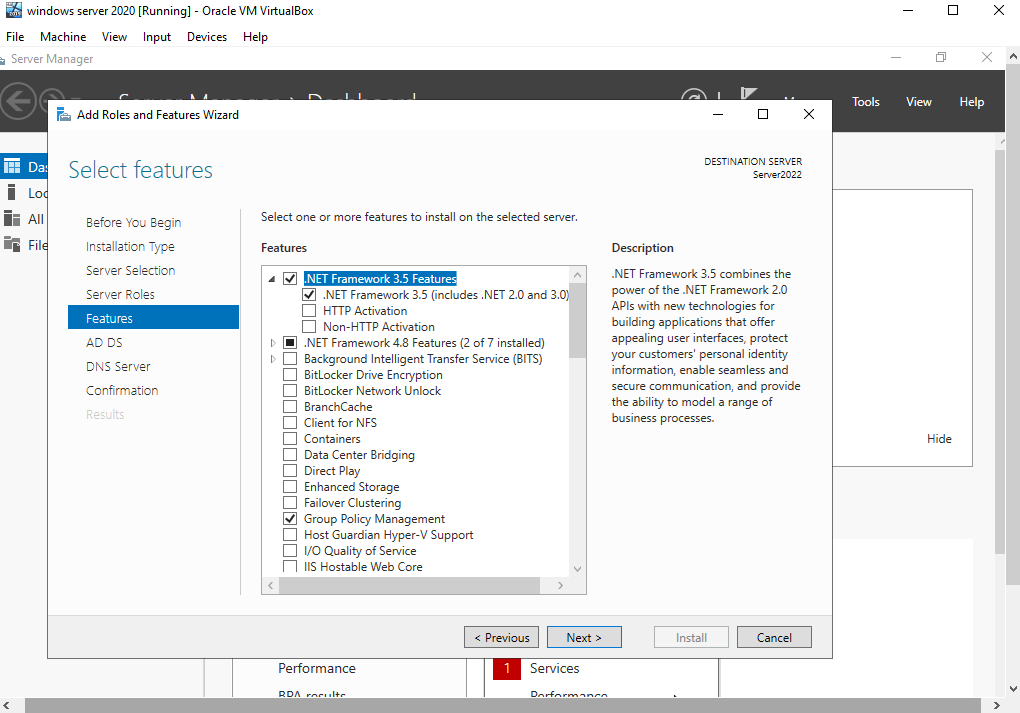 windows server 2020 [Running] - Oracle VM VirtualBox
File Machine View Input Devices Help
Server Manager
Server Manager Dashboard
Tools View Help
Add Roles and Features Wizard
Select features
DESTINATION SERVER
Server2022
Before You Begin
Installation Type
Server Selection
Server Roles
Features
AD DS
DNS Server
Confirmation
Results
Select one or more features to install on the selected server.
Features
.NET Framework 3.5 Features
.NET Framework 3.5 (includes .NET 2.0 and 3.0)
HTTP Activation
Non-HTTP Activation
.NET Framework 4.8 Features (2 of 7 installed)
Background Intelligent Transfer Service (BITS)
BitLocker Drive Encryption
BitLocker Network Unlock
BranchCache
Client for NFS
Containers
Data Center Bridging
Direct Play
Enhanced Storage
Failover Clustering
Group Policy Management
Host Guardian Hyper-V Support
I/O Quality of Service
IIS Hostable Web Core
Description
.NET Framework 3.5 combines the
power of the .NET Framework 2.0
APIs with new technologies for
building applications that offer
appealing user interfaces, protect
your customers' personal identity
information, enable seamless and
secure communication, and provide
the ability to model a range of
business processes.
Das
Loc
All
File
Hide
< Previous Next > Install Cancel
Performance
BPA results
1 Services
Performance